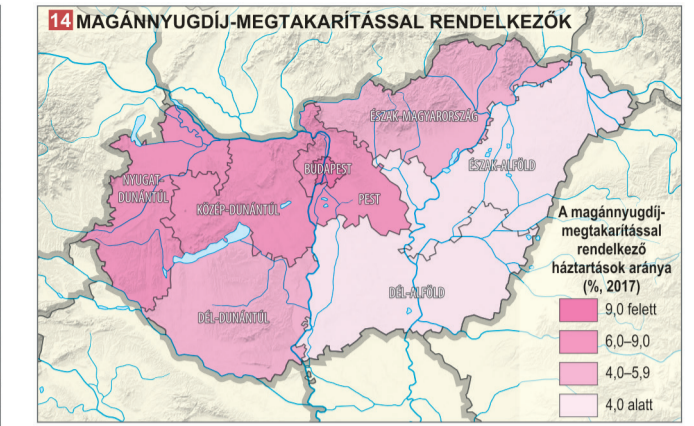 14 MAGÁNNYUGDÍJ-MEGTAKARÍTÁSSAL RENDELKEZŐK
ÉSZAK-MAGYARORSZÁG
BUDAPEST
ÉSZAK-ALFÖLD
NYUGAT-
DUNÁNTÚL
KÖZÉP-DUNÁNTÚL
PEST
DÉL-ALFÖLD
DÉL-DUNÁNTÚL
A magánnyugdíj-
megtakarítással
rendelkező
háztartások aránya
(%, 2017)
9,0 felett
6,0–9,0
4,0–5,9
4,0 alatt